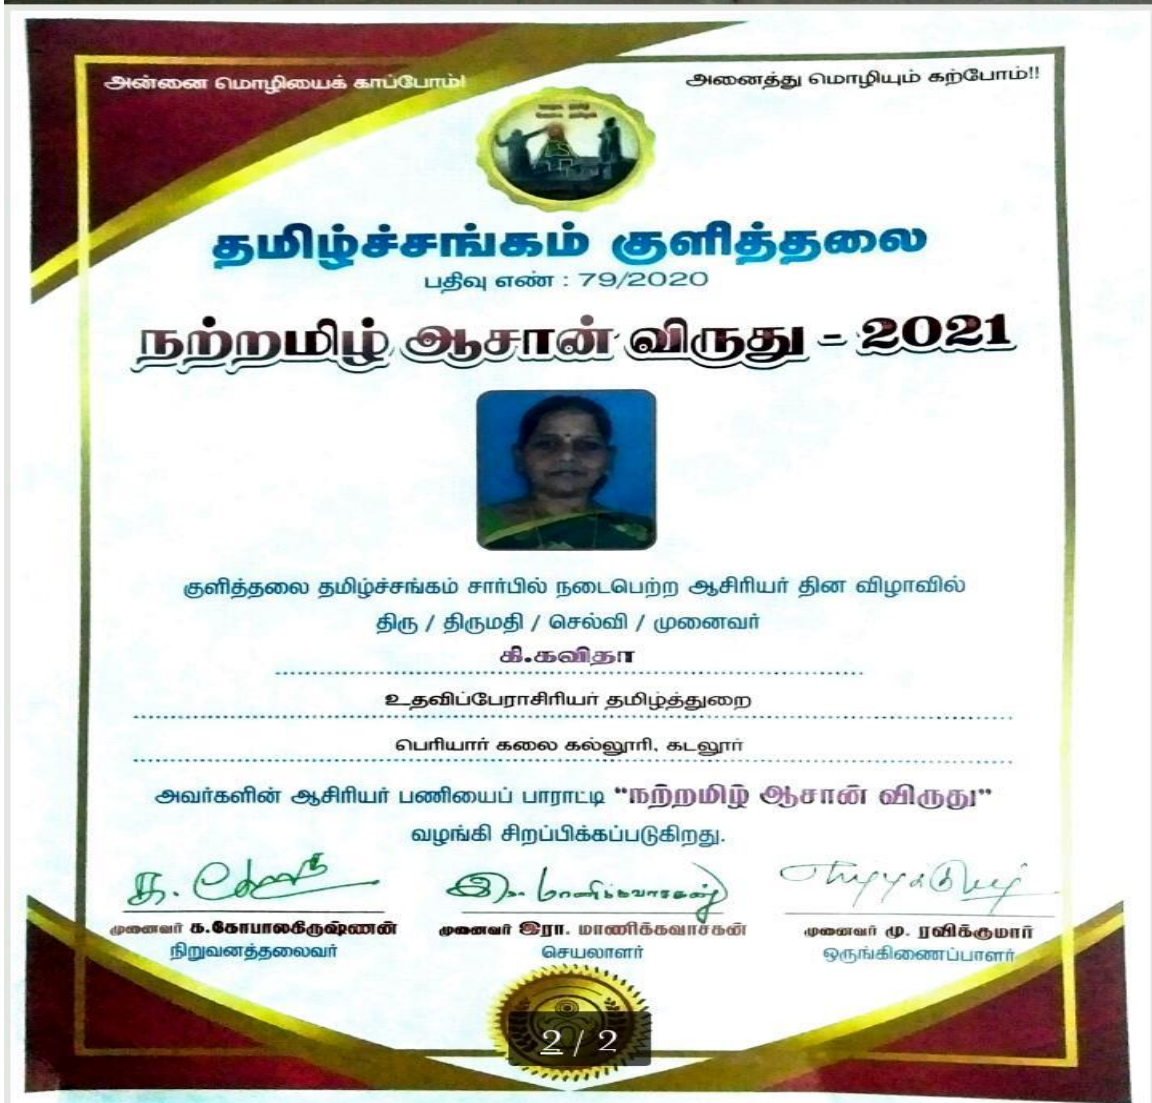 அன்னை மொழியைக் காப்போம்!
அனைத்து மொழியும் கற்போம்!!
தமிழ்ச்சங்கம் குளித்தலை
பதிவு எண் : 79/2020
நற்றமிழ் ஆசான் விருது - 2021
குளித்தலை தமிழ்ச்சங்கம் சார்பில் நடைபெற்ற ஆசிரியர் தின விழாவில்
திரு / திருமதி / செல்வி / முனைவர்
கி.கவிதா
உதவிப்பேராசிரியர் தமிழ்த்துறை
பெரியார் கலை கல்லூரி, கடலூர்
அவர்களின் ஆசிரியர் பணியைப் பாராட்டி “நற்றமிழ் ஆசான் விருது”
வழங்கி சிறப்பிக்கப்படுகிறது.
இரா. மாணிக்கவாசகன்
முனைவர் க.கோபாலகிருஷ்ணன்
நிறுவனத்தலைவர்
முனைவர் இரா. மாணிக்கவாசகன்
செயலாளர்
முனைவர் மு. ரவிக்குமார்
ஒருங்கிணைப்பாளர்
2 / 2